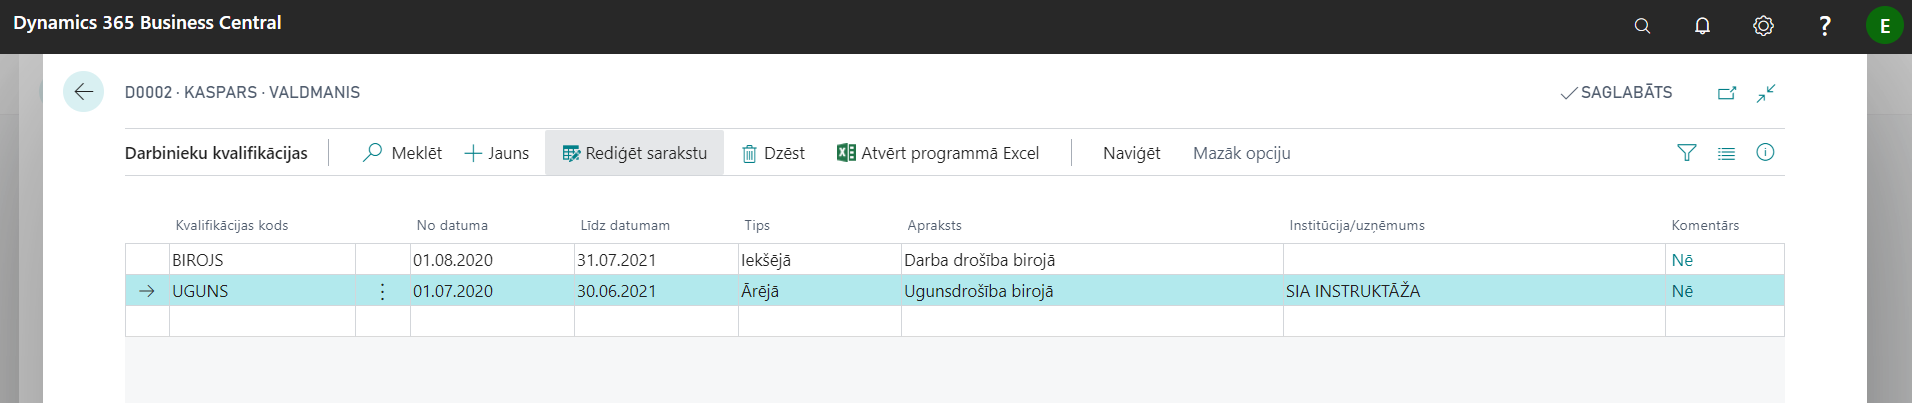 Dynamics 365 Business Central
? E
D0002 · KASPARS · VALDMANIS
SAGLABĀTS
Darbinieku kvalifikācijas Meklēt Jauns Rediģēt sarakstu Dzēst Atvērt programmā Excel Naviģēt Mazāk opciju
Kvalifikācijas kods No datuma Līdz datumam Tips Apraksts Institūcija/uzņēmums Komentārs
BIROJS 01.08.2020 31.07.2021 Iekšējā Darba drošība birojā Nē
UGUNS 01.07.2020 30.06.2021 Ārējā Ugunsdrošība birojā SIA INSTRUKTĀŽA Nē